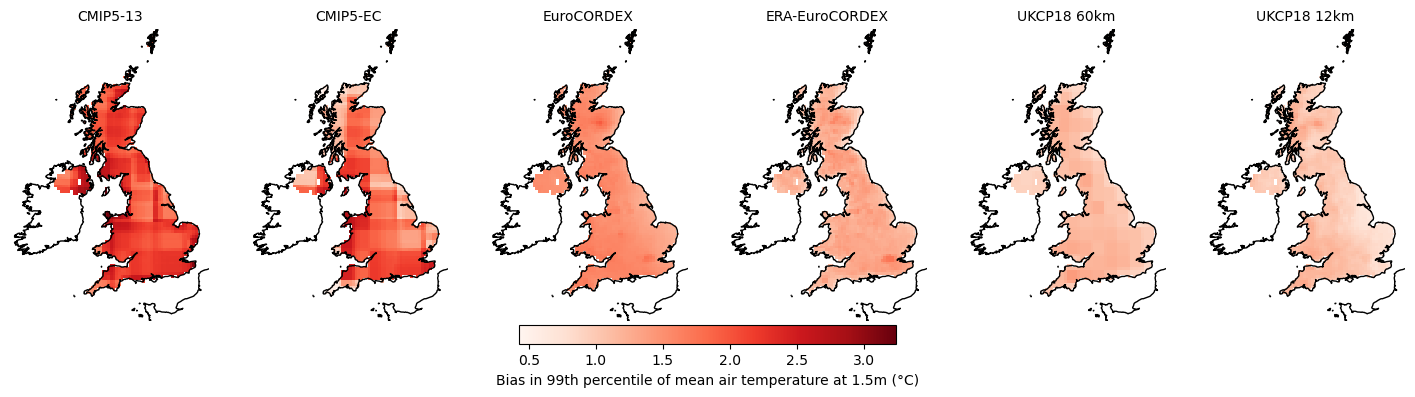 CMIP5-13
CMIP5-EC
EuroCORDEX
ERA-EuroCORDEX
UKCP18 60km
UKCP18 12km
0.5 1.0 1.5 2.0 2.5 3.0
Bias in 99th percentile of mean air temperature at 1.5m (°C)